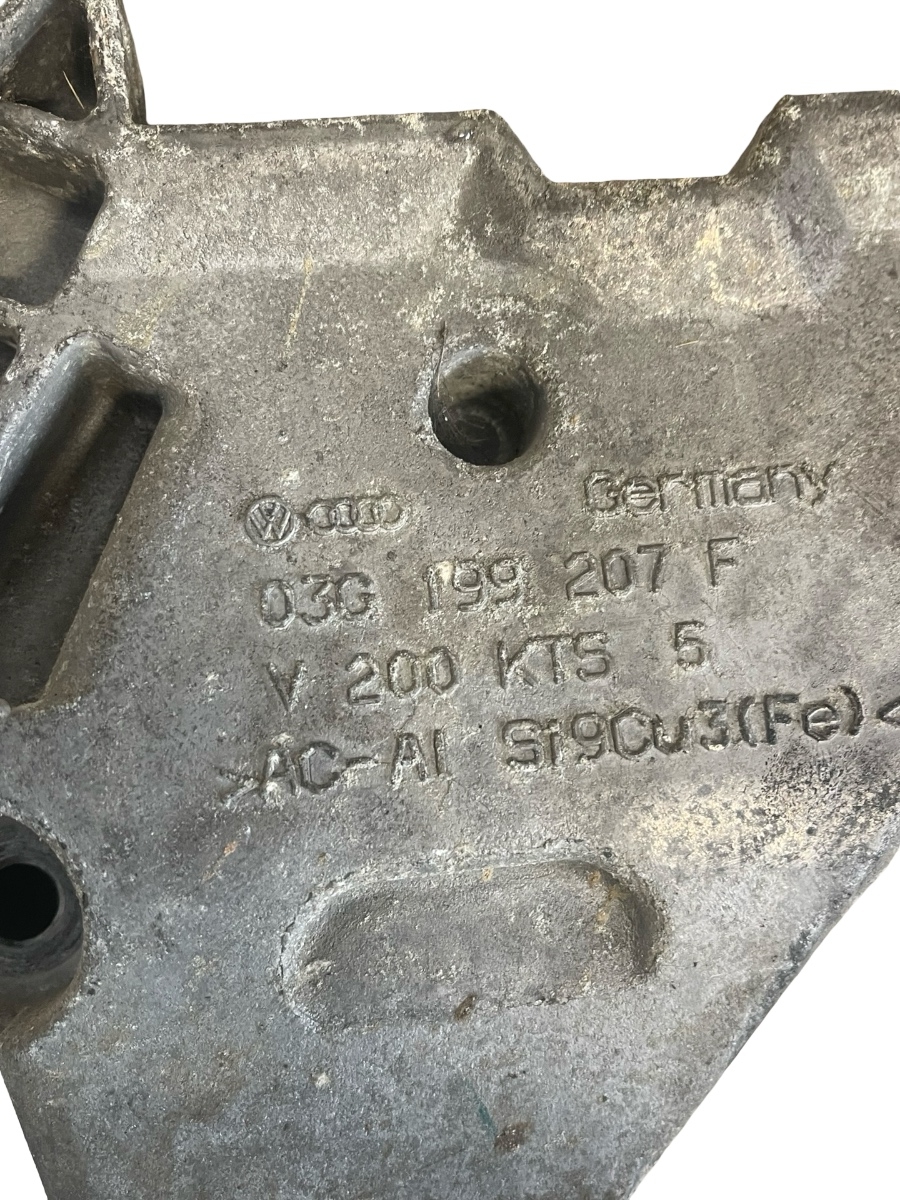 Germany
03G 199 207 F
V 200 KTS 5
>AC-Al Si9Cu3(Fe)<